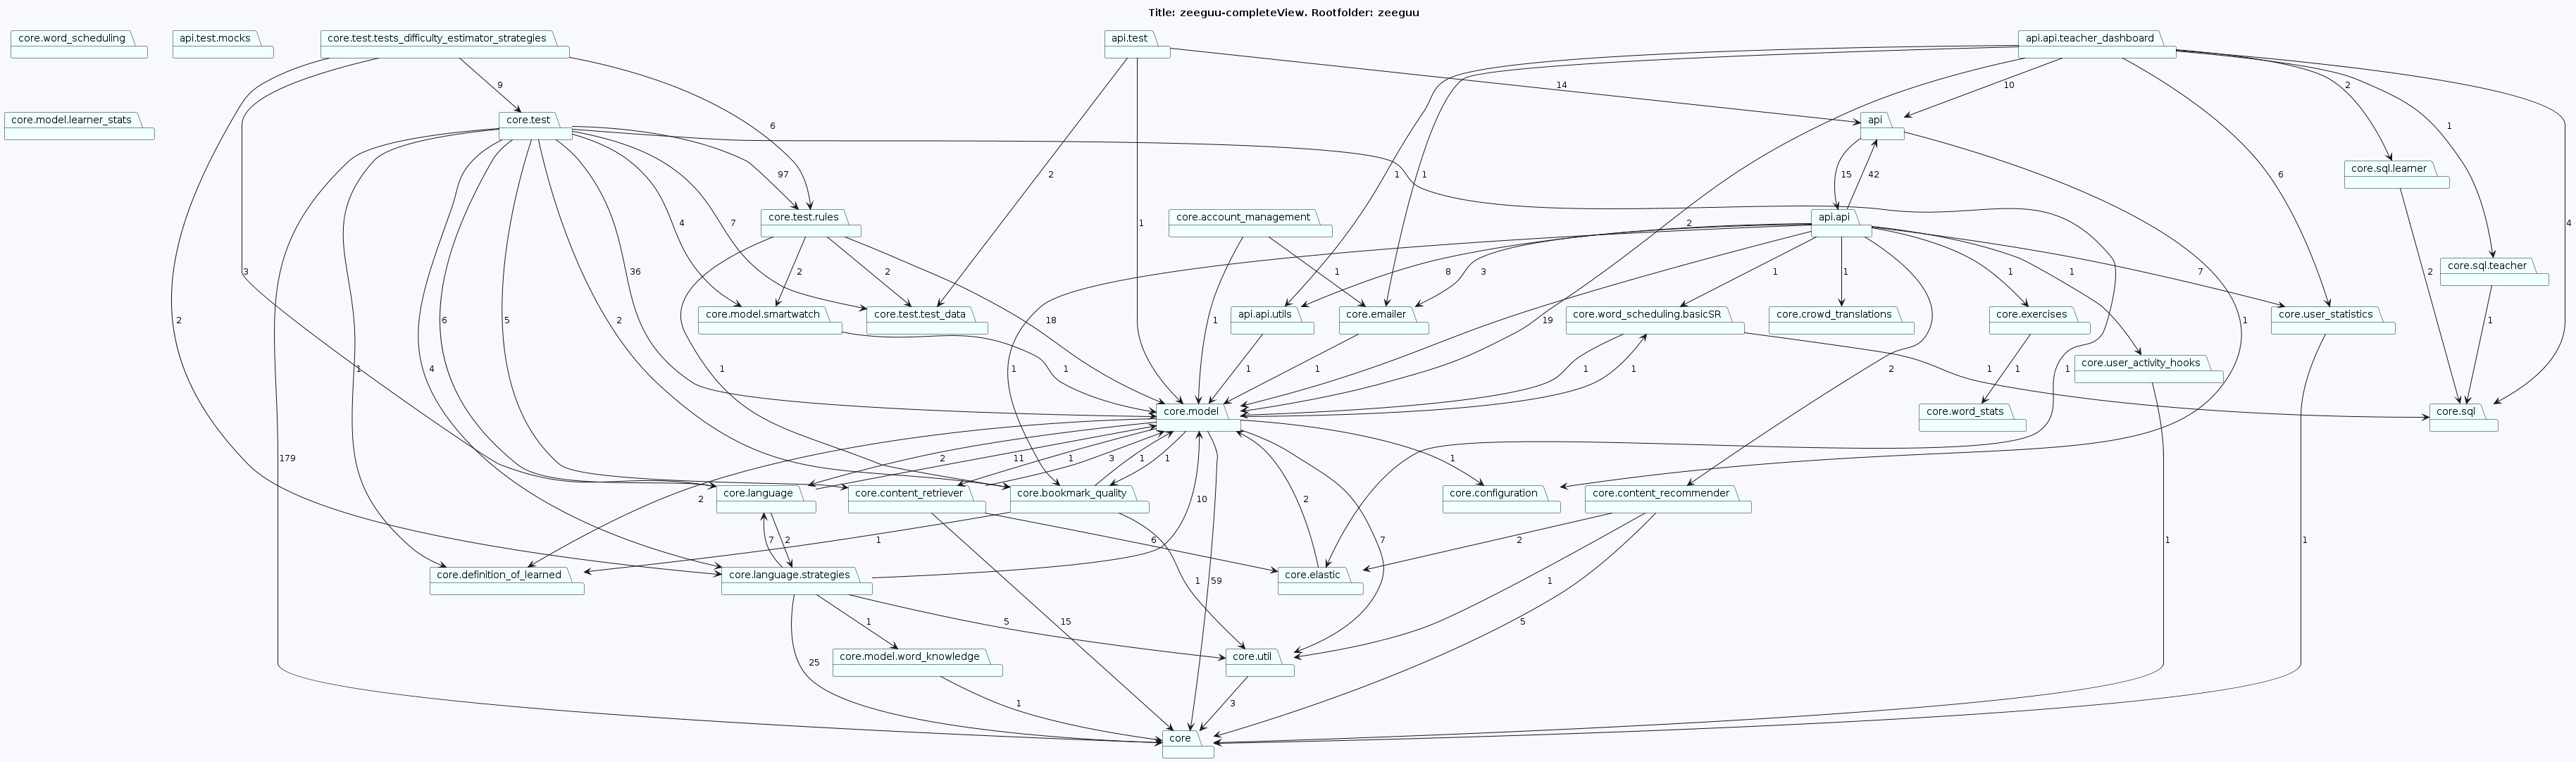 Title: zeeguu-completeView. Rootfolder: zeeguu
core.word_scheduling
api.test.mocks
core.test.tests_difficulty_estimator_strategies
api.test
api.api.teacher_dashboard
9
14
10
2
core.model.learner_stats
core.test
api
6
1
97
2
1
1
15
42
6
core.sql.learner
core.test.rules
core.account_management
api.api
4
7
1
2
4
3
36
2
2
1
8
3
1
1
1
1
7
2
core.sql.teacher
2
4
6
5
2
core.model.smartwatch
core.test.test_data
18
1
api.api.utils
core.emailer
19
core.word_scheduling.basicSR
core.crowd_translations
core.exercises
core.user_statistics
1
1
4
1
1
1
1
1
1
1
2
1
1
1
core.user_activity_hooks
core.model
core.word_stats
core.sql
179
2
11
1
3
1
1
1
core.language
core.content_retriever
core.bookmark_quality
core.configuration
core.content_recommender
2
10
2
7
2
1
6
7
2
1
1
core.definition_of_learned
core.language.strategies
core.elastic
1
59
1
1
5
15
5
core.model.word_knowledge
core.util
25
1
3
core